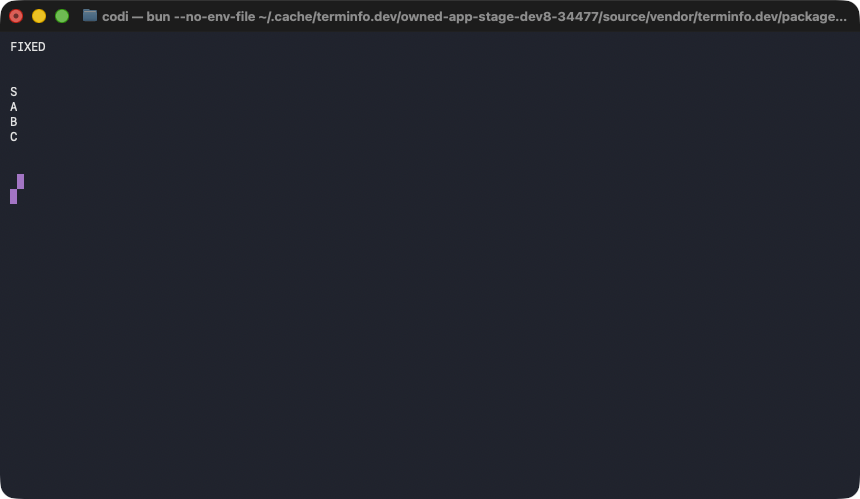 codi — bun --no-env-file ~/.cache/terminfo.dev/owned-app-stage-dev8-34477/source/vendor/terminfo.dev/package...
FIXED
S
A
B
C